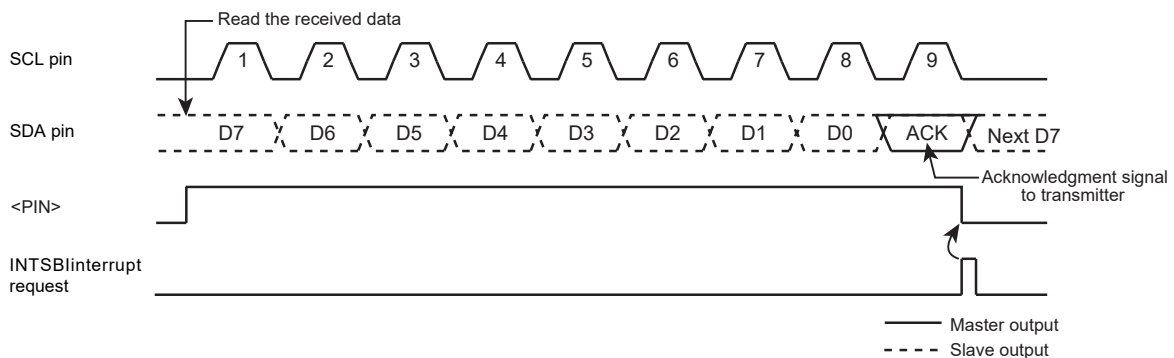 Read the received data
SCL pin
1 2 3 4 5 6 7 8 9
SDA pin
D7 D6 D5 D4 D3 D2 D1 D0 ACK Next D7
Acknowledgment signal
to transmitter
<PIN>
INTSBIinterrupt
request
Master output
Slave output